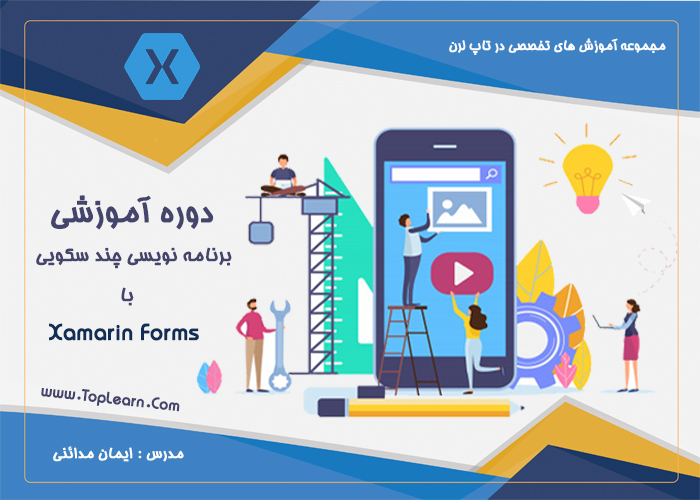 مجموعه آموزش های تخصصی در تاپ لرن
X
دوره آموزشی
برنامه نویسی چند سکویی
با
Xamarin Forms
www.TopLearn.Com
مدرس : ایمان مدائنی